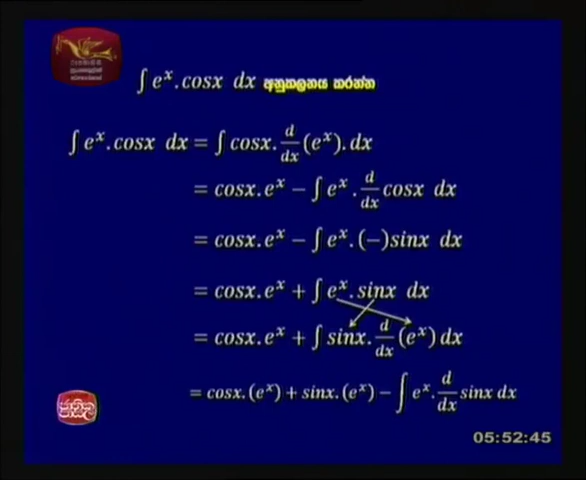 ∫ eˣ.cosx dx අනුකලනය කරන්න
∫ eˣ.cosx dx = ∫ cosx. d/dx (eˣ). dx
= cosx.eˣ − ∫ eˣ . d/dx cosx dx
= cosx.eˣ − ∫ eˣ.(−)sinx dx
= cosx.eˣ + ∫ eˣ.sinx dx
= cosx.eˣ + ∫ sinx. d/dx (eˣ) dx
= cosx.(eˣ) + sinx.(eˣ) − ∫ eˣ. d/dx sinx dx
05:52:45